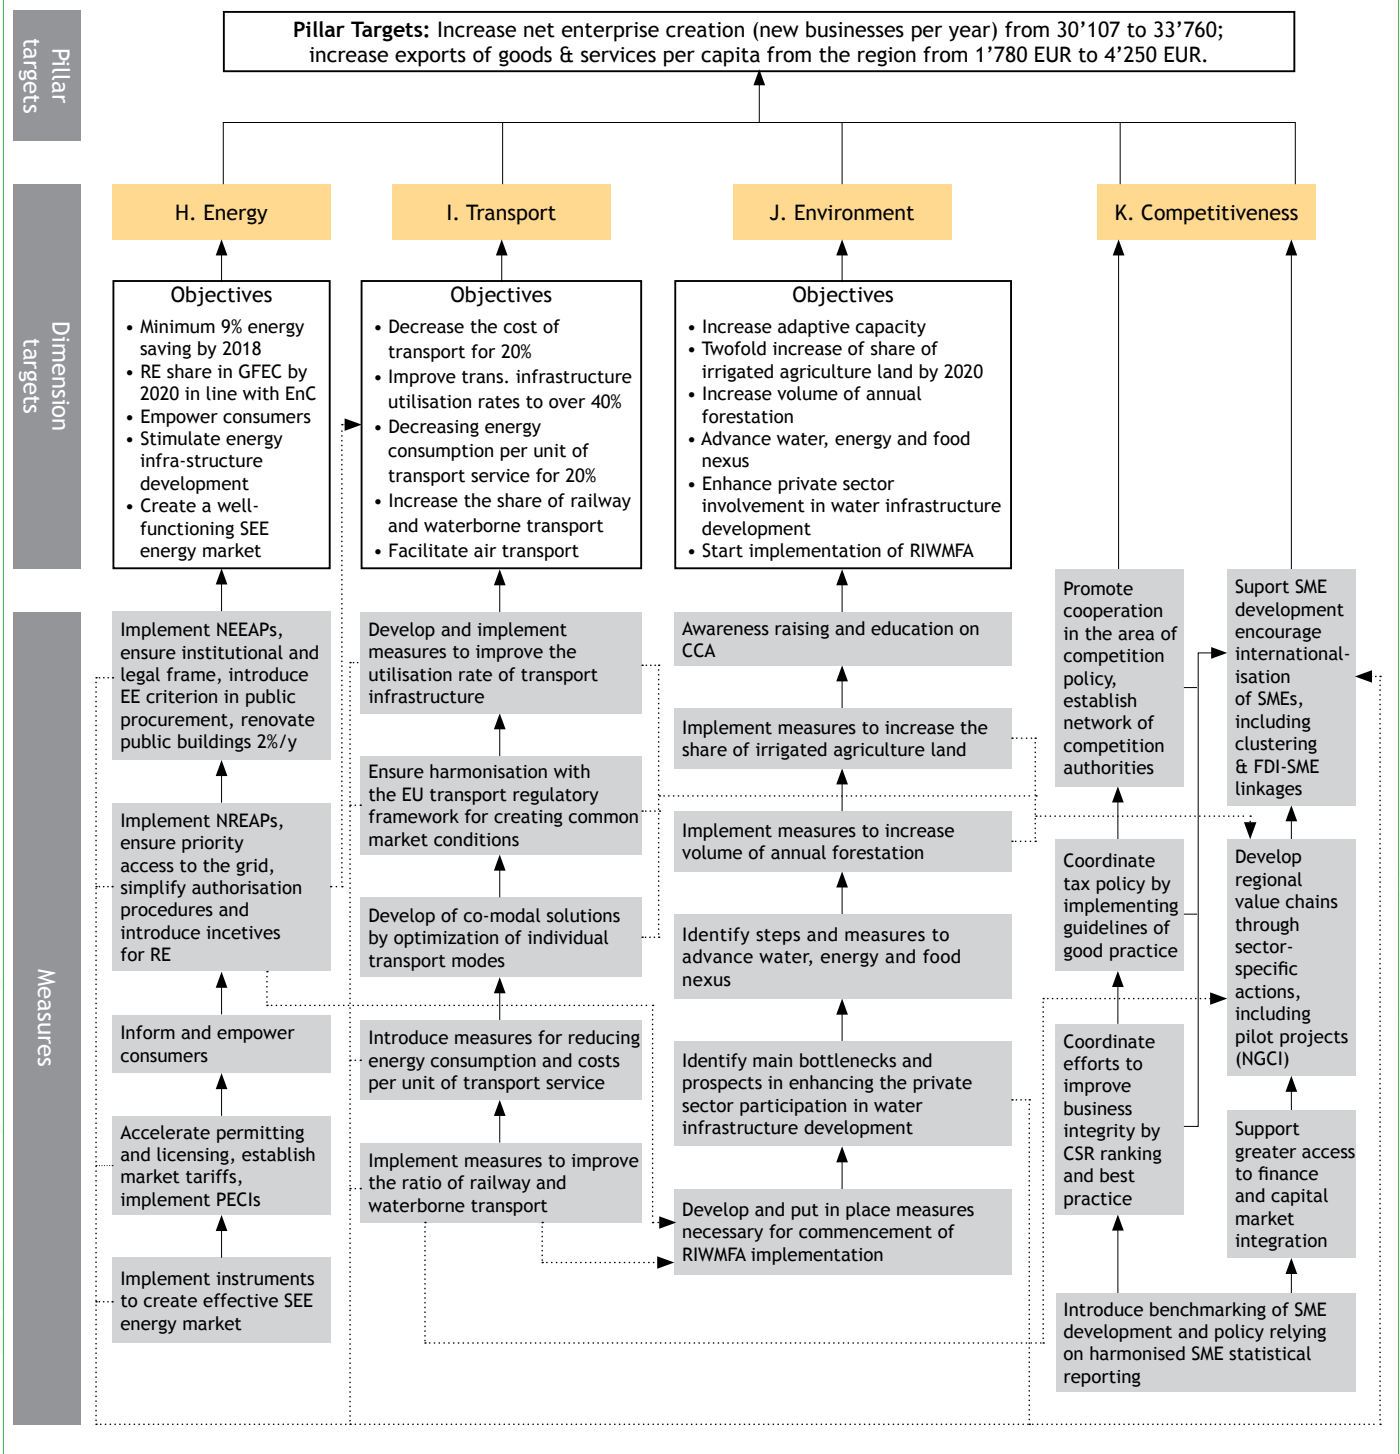 Pillar
targets
Pillar Targets: Increase net enterprise creation (new businesses per year) from 30’107 to 33’760;
increase exports of goods & services per capita from the region from 1’780 EUR to 4’250 EUR.
Dimension
targets
H. Energy
I. Transport
J. Environment
K. Competitiveness
Objectives
• Minimum 9% energy
saving by 2018
• RE share in GFEC by
2020 in line with EnC
• Empower consumers
• Stimulate energy
infra-structure
development
• Create a well-
functioning SEE
energy market
Objectives
• Decrease the cost of
transport for 20%
• Improve trans. infrastructure
utilisation rates to over 40%
• Decreasing energy
consumption per unit of
transport service for 20%
• Increase the share of railway
and waterborne transport
• Facilitate air transport
Objectives
• Increase adaptive capacity
• Twofold increase of share of
irrigated agriculture land by 2020
• Increase volume of annual
forestation
• Advance water, energy and food
nexus
• Enhance private sector
involvement in water infrastructure
development
• Start implementation of RIWMFA
Measures
Implement NEEAPs,
ensure institutional and
legal frame, introduce
EE criterion in public
procurement, renovate
public buildings 2%/y
Implement NREAPs,
ensure priority
access to the grid,
simplify authorisation
procedures and
introduce incetives
for RE
Inform and empower
consumers
Accelerate permitting
and licensing, establish
market tariffs,
implement PECIs
Implement instruments
to create effective SEE
energy market
Develop and implement
measures to improve the
utilisation rate of transport
infrastructure
Ensure harmonisation with
the EU transport regulatory
framework for creating common
market conditions
Develop of co-modal solutions
by optimization of individual
transport modes
Introduce measures for reducing
energy consumption and costs
per unit of transport service
Implement measures to improve
the ratio of railway and
waterborne transport
Awareness raising and education on
CCA
Implement measures to increase the
share of irrigated agriculture land
Implement measures to increase
volume of annual forestation
Identify steps and measures to
advance water, energy and food
nexus
Identify main bottlenecks and
prospects in enhancing the private
sector participation in water
infrastructure development
Develop and put in place measures
necessary for commencement of
RIWMFA implementation
Promote
cooperation
in the area of
competition
policy,
establish
network of
competition
authorities
Coordinate
tax policy by
implementing
guidelines of
good practice
Coordinate
efforts to
improve
business
integrity by
CSR ranking
and best
practice
Suport SME
development
encourage
international-
isation
of SMEs,
including
clustering
& FDI-SME
linkages
Develop
regional
value chains
through
sector-
specific
actions,
including
pilot projects
(NGCI)
Support
greater access
to finance
and capital
market
integration
Introduce benchmarking of SME
development and policy relying
on harmonised SME statistical
reporting